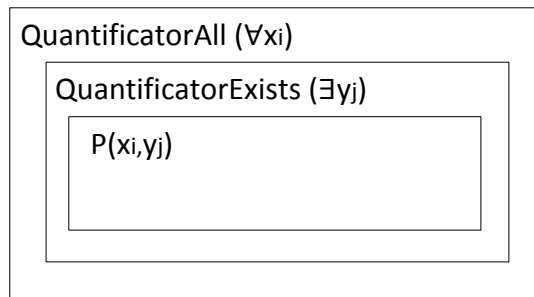 QuantificatorAll (∀xi)
QuantificatorExists (∃yj)
P(xi,yj)